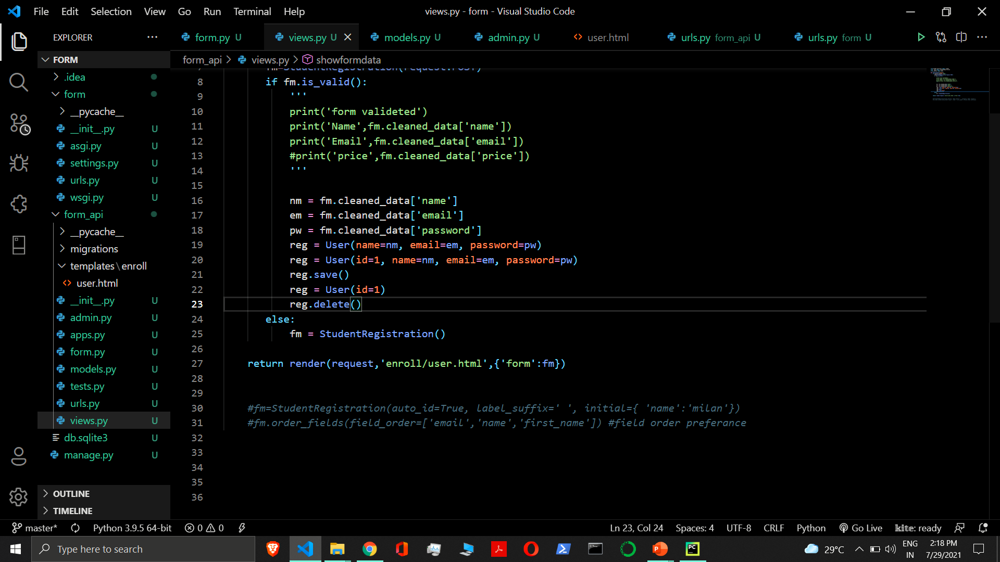 File Edit Selection View Go Run Terminal Help
views.py - form - Visual Studio Code
EXPLORER ···
form.py U
views.py U
models.py U
admin.py U
user.html
urls.py form_api U
urls.py form U
FORM
form_api > views.py > showformdata
.idea
form
__pycache__
__init__.py U
asgi.py U
settings.py U
urls.py U
wsgi.py U
form_api
__pycache__
migrations
templates\enroll
user.html
__init__.py U
admin.py U
apps.py U
form.py U
models.py U
tests.py U
urls.py U
views.py U
db.sqlite3 U
manage.py U
OUTLINE
TIMELINE
7 fm=StudentRegistration(request.POST)
8 if fm.is_valid():
9 '''
10 print('form valideted')
11 print('Name',fm.cleaned_data['name'])
12 print('Email',fm.cleaned_data['email'])
13 #print('price',fm.cleaned_data['price'])
14 '''
15
16 nm = fm.cleaned_data['name']
17 em = fm.cleaned_data['email']
18 pw = fm.cleaned_data['password']
19 reg = User(name=nm, email=em, password=pw)
20 reg = User(id=1, name=nm, email=em, password=pw)
21 reg.save()
22 reg = User(id=1)
23 reg.delete()
24 else:
25 fm = StudentRegistration()
26
27 return render(request,'enroll/user.html',{'form':fm})
28
29
30 #fm=StudentRegistration(auto_id=True, label_suffix=' ', initial={ 'name':'milan'})
31 #fm.order_fields(field_order=['email','name','first_name']) #field order preferance
32
33
34
35
36
master* Python 3.9.5 64-bit 0 0
Ln 23, Col 24 Spaces: 4 UTF-8 CRLF Python Go Live kite: ready
Type here to search
29°C
ENG
IN
2:18 PM
7/29/2021